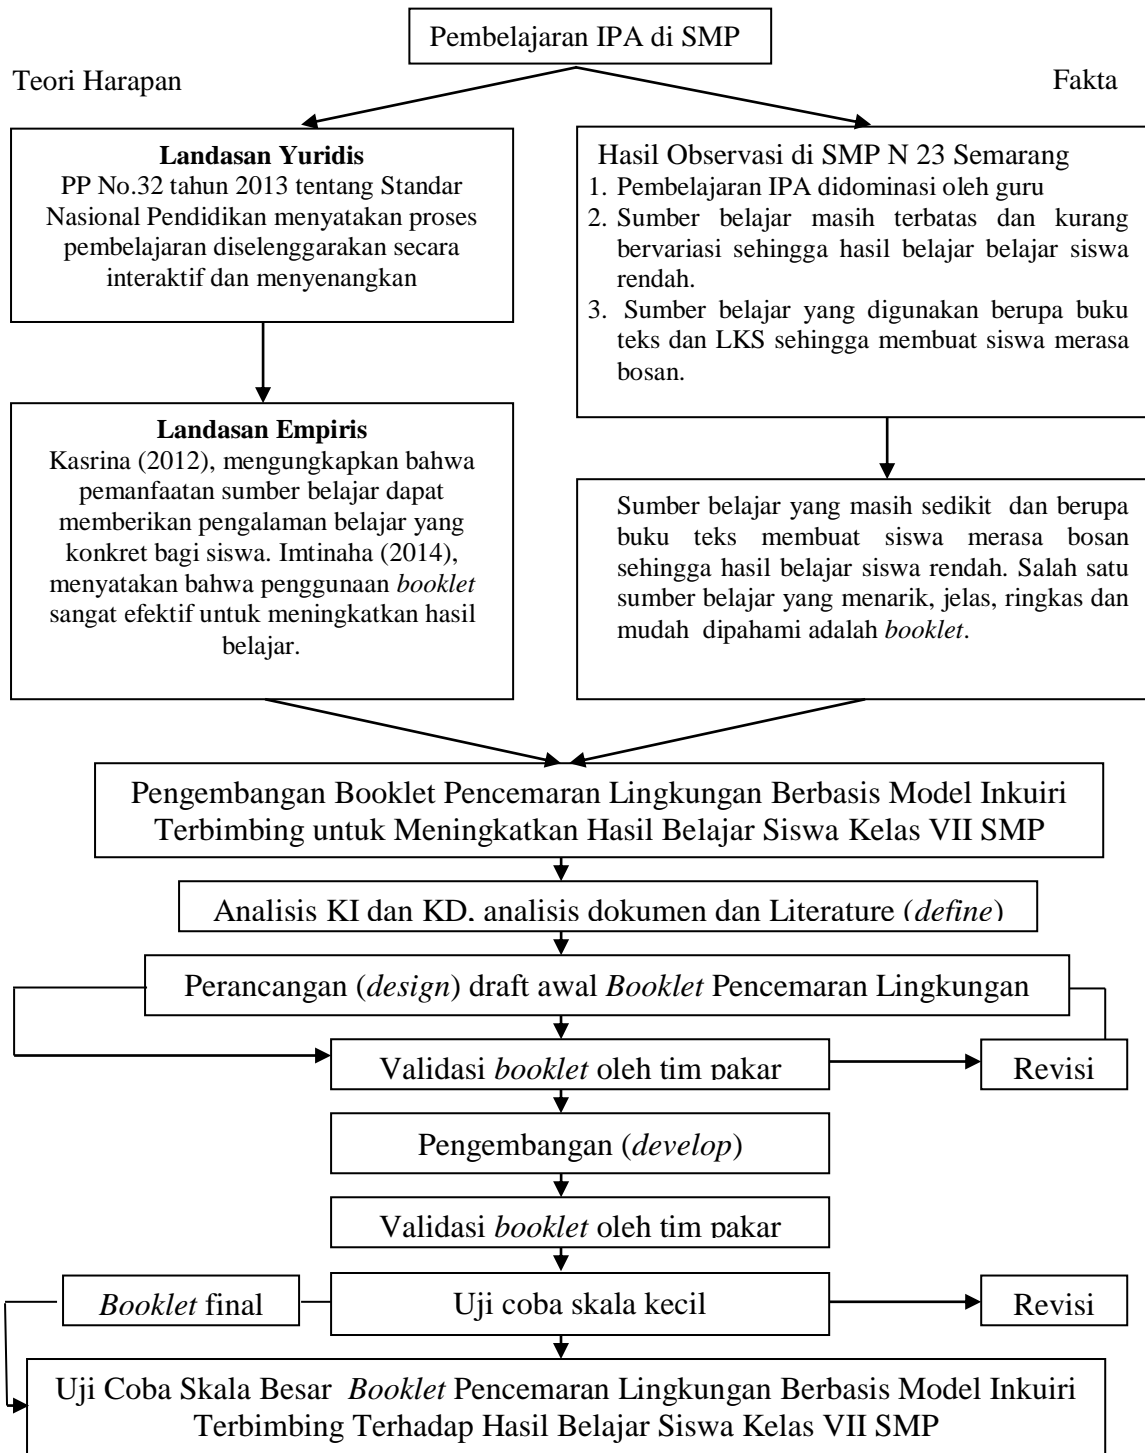 Pembelajaran IPA di SMP
Teori Harapan
Fakta
Landasan Yuridis
PP No.32 tahun 2013 tentang Standar
Nasional Pendidikan menyatakan proses
pembelajaran diselenggarakan secara
interaktif dan menyenangkan
Hasil Observasi di SMP N 23 Semarang
1. Pembelajaran IPA didominasi oleh guru
2. Sumber belajar masih terbatas dan kurang
bervariasi sehingga hasil belajar belajar siswa
rendah.
3. Sumber belajar yang digunakan berupa buku
teks dan LKS sehingga membuat siswa merasa
bosan.
Landasan Empiris
Kasrina (2012), mengungkapkan bahwa
pemanfaatan sumber belajar dapat
memberikan pengalaman belajar yang
konkret bagi siswa. Imtinaha (2014),
menyatakan bahwa penggunaan booklet
sangat efektif untuk meningkatkan hasil
belajar.
Sumber belajar yang masih sedikit dan berupa
buku teks membuat siswa merasa bosan
sehingga hasil belajar siswa rendah. Salah satu
sumber belajar yang menarik, jelas, ringkas dan
mudah dipahami adalah booklet.
Pengembangan Booklet Pencemaran Lingkungan Berbasis Model Inkuiri
Terbimbing untuk Meningkatkan Hasil Belajar Siswa Kelas VII SMP
Analisis KI dan KD, analisis dokumen dan Literature (define)
Perancangan (design) draft awal Booklet Pencemaran Lingkungan
Validasi booklet oleh tim pakar
Revisi
Pengembangan (develop)
Validasi booklet oleh tim pakar
Booklet final
Uji coba skala kecil
Revisi
Uji Coba Skala Besar Booklet Pencemaran Lingkungan Berbasis Model Inkuiri
Terbimbing Terhadap Hasil Belajar Siswa Kelas VII SMP